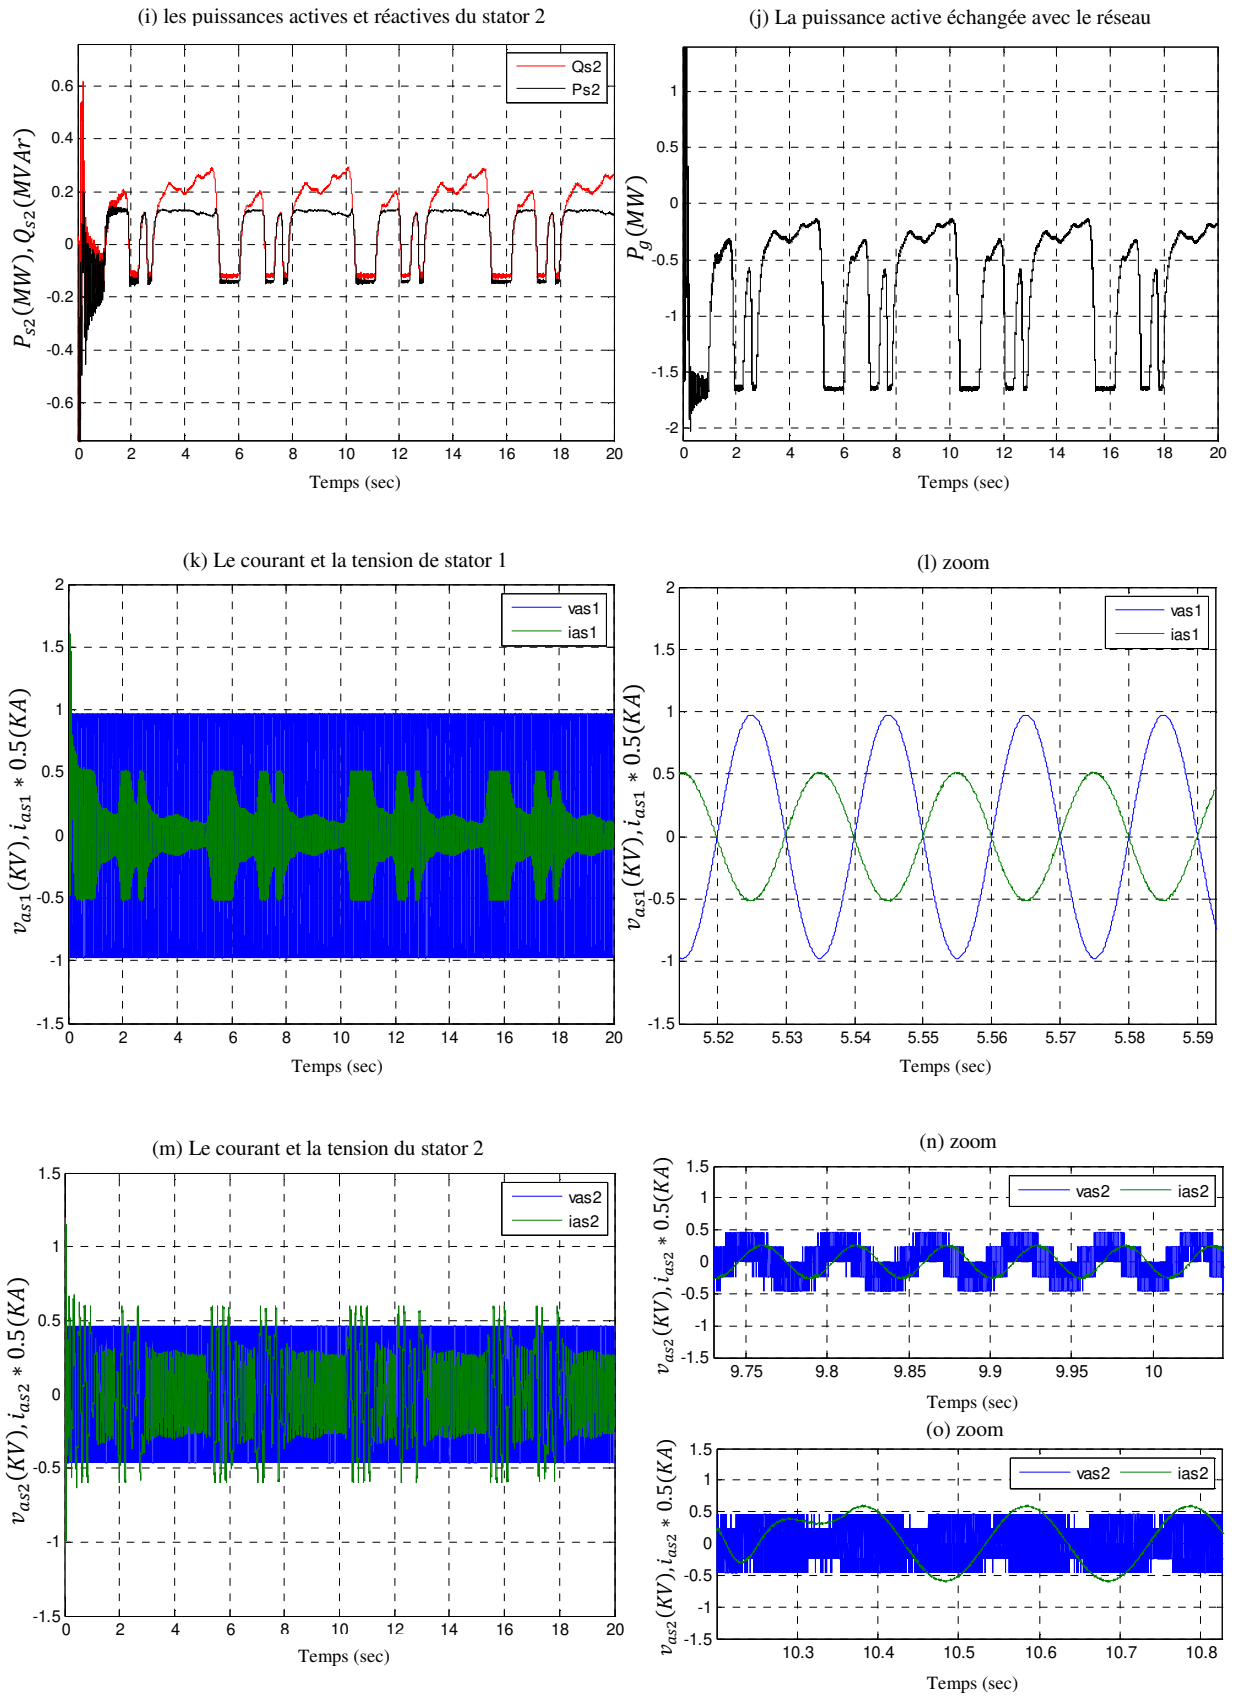 (i) les puissances actives et réactives du stator 2
P_{s2}(MW), Q_{s2}(MVAr)
0.6
0.4
0.2
0
-0.2
-0.4
-0.6
Qs2
Ps2
0 2 4 6 8 10 12 14 16 18 20
Temps (sec)
(j) La puissance active échangée avec le réseau
P_g(MW)
1
0.5
0
-0.5
-1
-1.5
-2
0 2 4 6 8 10 12 14 16 18 20
Temps (sec)
(k) Le courant et la tension de stator 1
v_{as1}(KV), i_{as1} * 0.5(KA)
2
1.5
1
0.5
0
-0.5
-1
-1.5
vas1
ias1
0 2 4 6 8 10 12 14 16 18 20
Temps (sec)
(l) zoom
v_{as1}(KV), i_{as1} * 0.5(KA)
2
1.5
1
0.5
0
-0.5
-1
-1.5
vas1
ias1
5.52 5.53 5.54 5.55 5.56 5.57 5.58 5.59
Temps (sec)
(m) Le courant et la tension du stator 2
v_{as2}(KV), i_{as2} * 0.5(KA)
1.5
1
0.5
0
-0.5
-1
-1.5
vas2
ias2
0 2 4 6 8 10 12 14 16 18 20
Temps (sec)
(n) zoom
v_{as2}(KV), i_{as2} * 0.5(KA)
1.5
1
0.5
0
-0.5
-1
-1.5
vas2 ias2
9.75 9.8 9.85 9.9 9.95 10
Temps (sec)
(o) zoom
v_{as2}(KV), i_{as2} * 0.5(KA)
1.5
1
0.5
0
-0.5
-1
-1.5
vas2 ias2
10.3 10.4 10.5 10.6 10.7 10.8
Temps (sec)